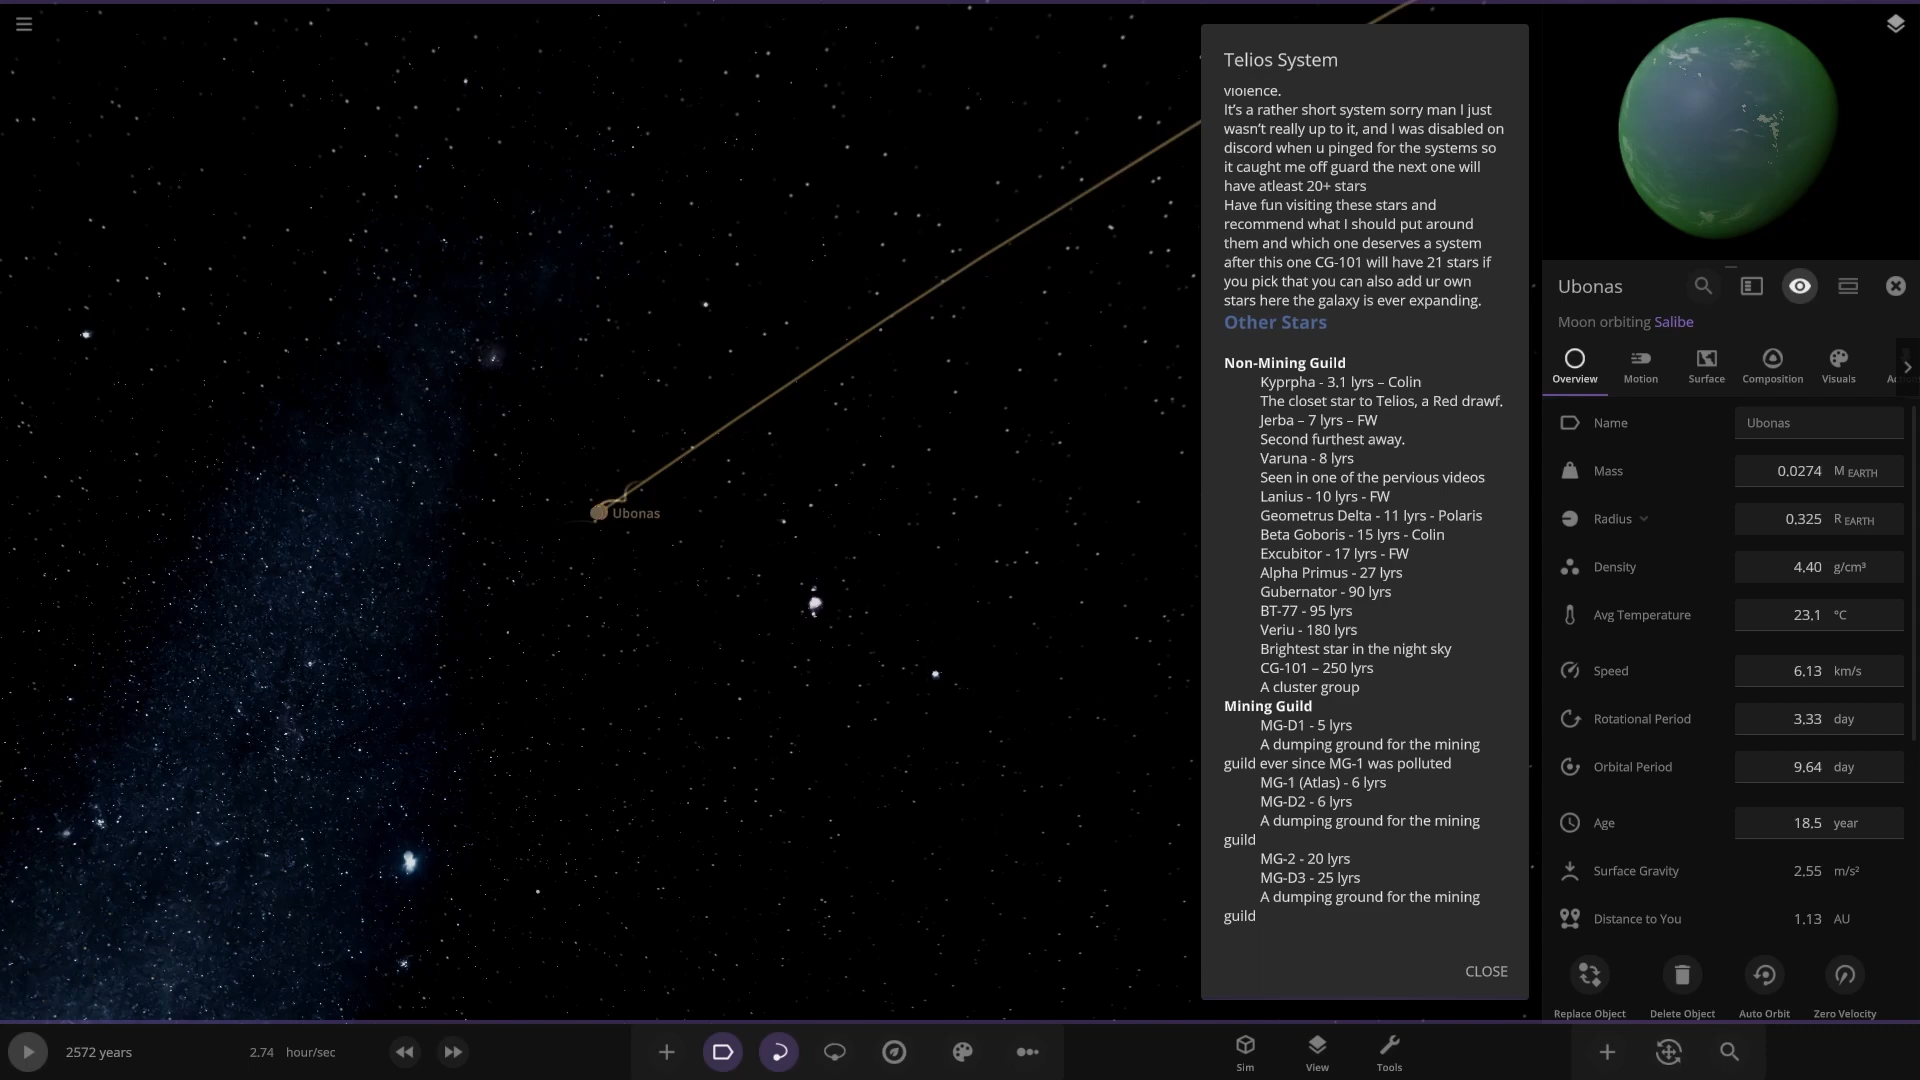 Telios System
violence.
It's a rather short system sorry man I just
wasn't really up to it, and I was disabled on
discord when u pinged for the systems so
it caught me off guard the next one will
have atleast 20+ stars
Have fun visiting these stars and
recommend what I should put around
them and which one deserves a system
after this one CG-101 will have 21 stars if
you pick that you can also add ur own
stars here the galaxy is ever expanding.
Other Stars
Non-Mining Guild
Kyprpha - 3.1 lyrs – Colin
The closet star to Telios, a Red drawf.
Jerba – 7 lyrs – FW
Second furthest away.
Varuna - 8 lyrs
Seen in one of the pervious videos
Lanius - 10 lyrs - FW
Geometrus Delta - 11 lyrs - Polaris
Beta Goboris - 15 lyrs - Colin
Excubitor - 17 lyrs - FW
Alpha Primus - 27 lyrs
Gubernator - 90 lyrs
BT-77 - 95 lyrs
Veriu - 180 lyrs
Brightest star in the night sky
CG-101 – 250 lyrs
A cluster group
Mining Guild
MG-D1 - 5 lyrs
A dumping ground for the mining
guild ever since MG-1 was polluted
MG-1 (Atlas) - 6 lyrs
MG-D2 - 6 lyrs
A dumping ground for the mining
guild
MG-2 - 20 lyrs
MG-D3 - 25 lyrs
A dumping ground for the mining
guild
CLOSE
Ubonas
Ubonas
Moon orbiting Salibe
Overview Motion Surface Composition Visuals
Name Ubonas
Mass 0.0274 M EARTH
Radius 0.325 R EARTH
Density 4.40 g/cm³
Avg Temperature 23.1 °C
Speed 6.13 km/s
Rotational Period 3.33 day
Orbital Period 9.64 day
Age 18.5 year
Surface Gravity 2.55 m/s²
Distance to You 1.13 AU
Replace Object Delete Object Auto Orbit Zero Velocity
2572 years 2.74 hour/sec
Sim View Tools